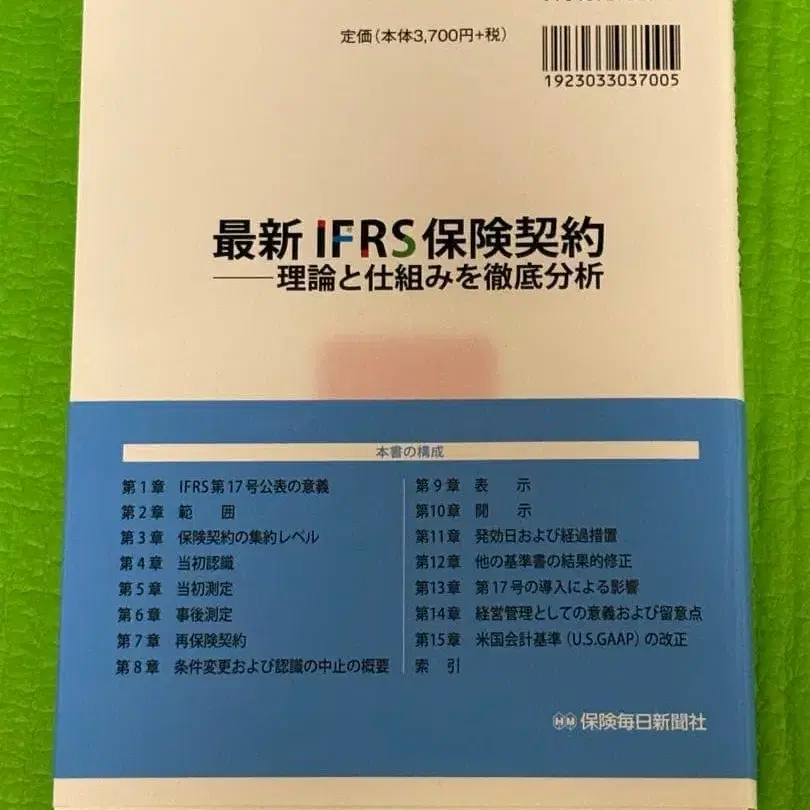 定価(本体3,700円+税)
1923033037005
最新 IFRS 保険契約
——理論と仕組みを徹底分析
本書の構成
第1章 IFRS第17号公表の意義
第2章 範 囲
第3章 保険契約の集約レベル
第4章 当初認識
第5章 当初測定
第6章 事後測定
第7章 再保険契約
第8章 条件変更および認識の中止の概要
第9章 表 示
第10章 開 示
第11章 発効日および経過措置
第12章 他の基準書の結果的修正
第13章 第17号の導入による影響
第14章 経営管理としての意義および留意点
第15章 米国会計基準(U.S.GAAP)の改正
索 引
HM 保険毎日新聞社